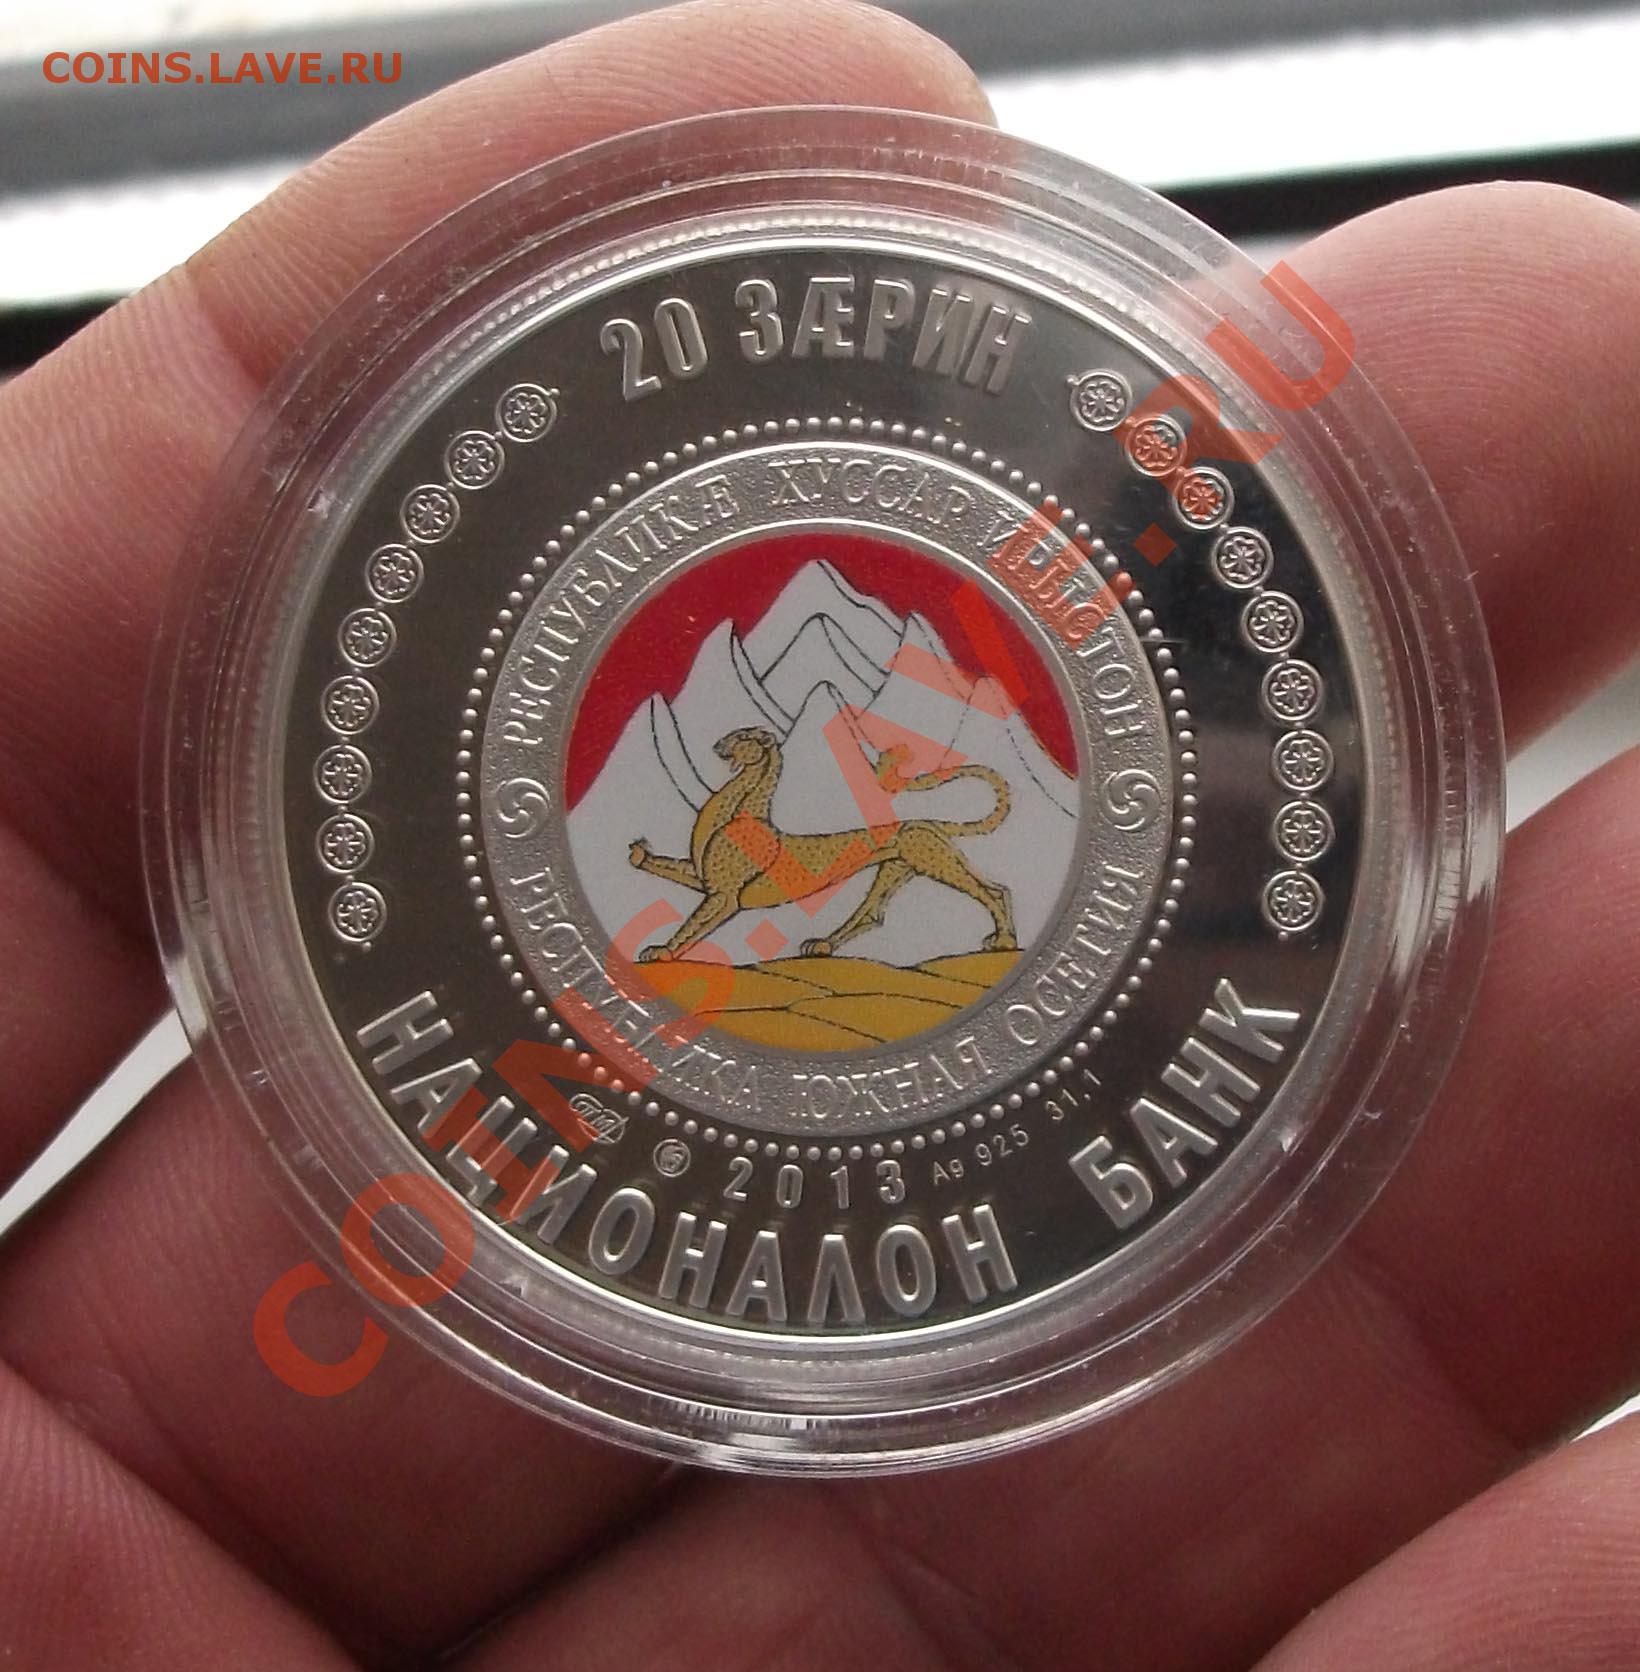 COINS.LAVE.RU
20 ЗÆРИН
РЕСПУБЛИКÆ ХУССАР ИРЫСТОН
РЕСПУБЛИКА ЮЖНАЯ ОСЕТИЯ
СПМД
2013 Ag 925 31,1
НАЦИОНАЛОН БАНК
COINS.LAVE.RU